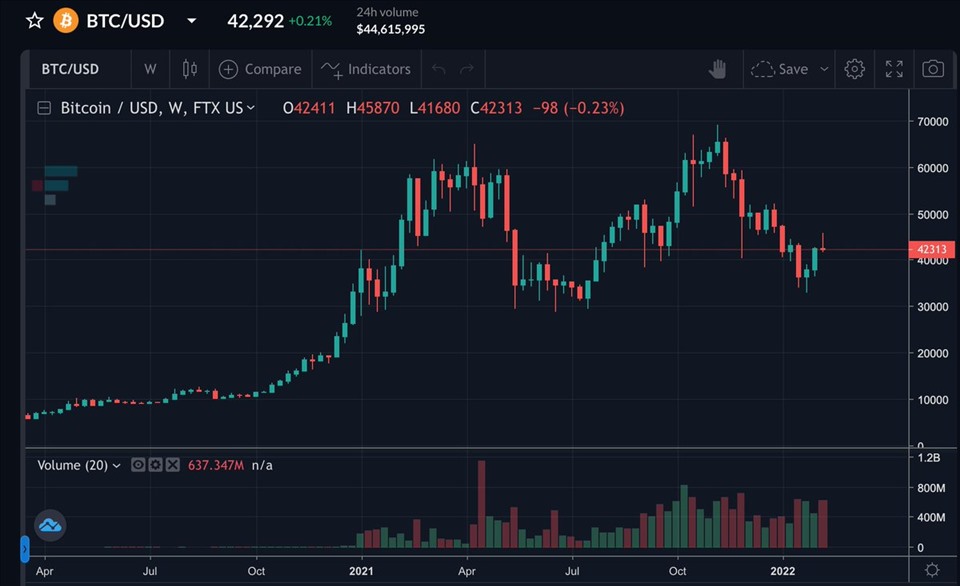 BTC/USD 42,292 +0.21% 24h volume
$44,615,995
BTC/USD W Compare Indicators Save
Bitcoin / USD, W, FTX US O42411 H45870 L41680 C42313 −98 (−0.23%)
70000
60000
50000
42313
40000
30000
20000
10000
0
Volume (20) 637.347M n/a
1.2B
800M
400M
0
Apr Jul Oct 2021 Apr Jul Oct 2022